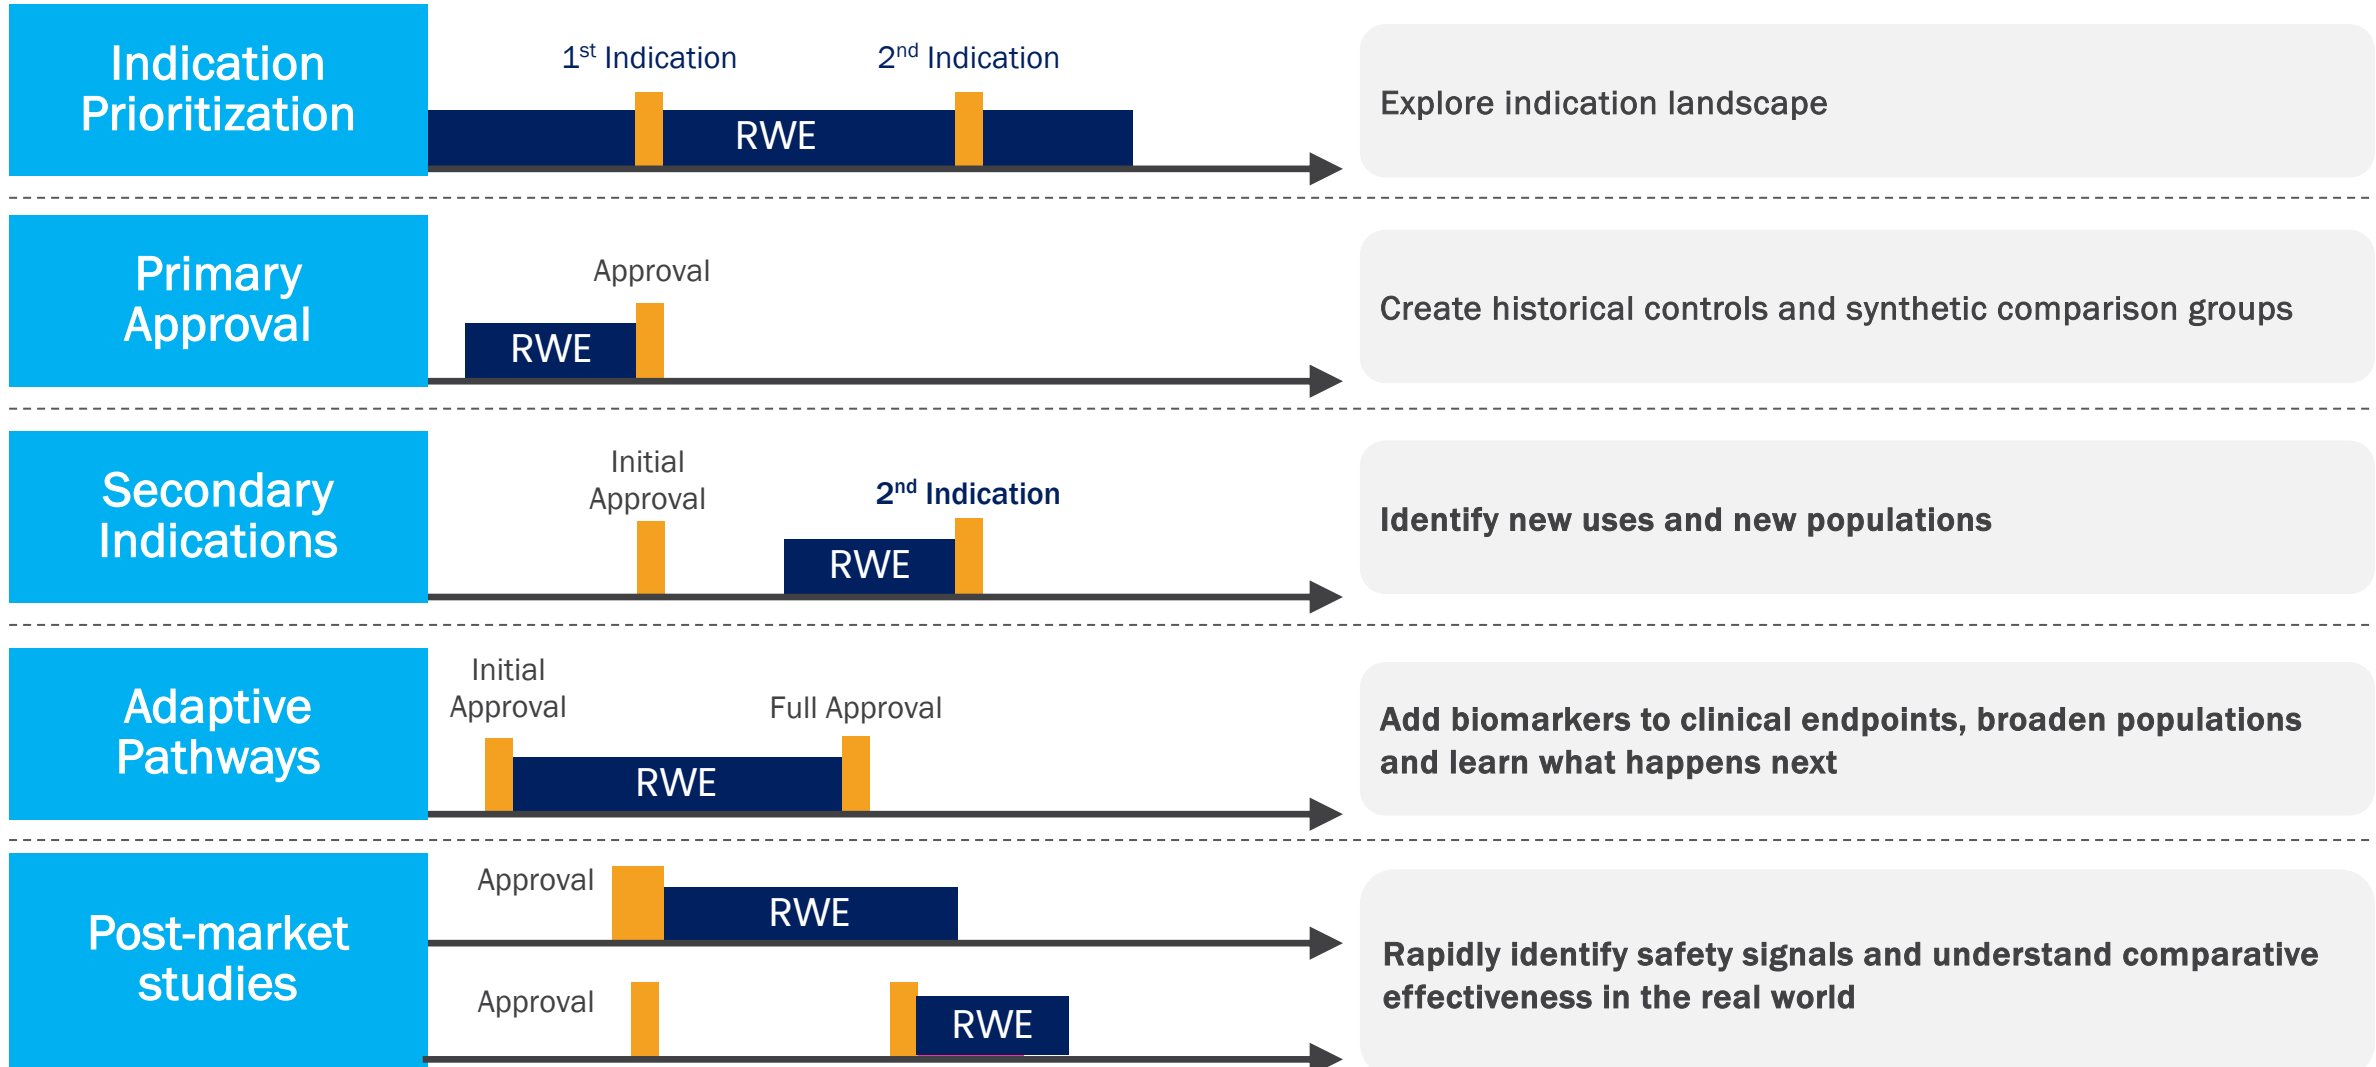 Indication
Prioritization
1st Indication
2nd Indication
RWE
Explore indication landscape
Primary
Approval
Approval
RWE
Create historical controls and synthetic comparison groups
Secondary
Indications
Initial
Approval
2nd Indication
RWE
Identify new uses and new populations
Adaptive
Pathways
Initial
Approval
Full Approval
RWE
Add biomarkers to clinical endpoints, broaden populations
and learn what happens next
Post-market
studies
Approval
RWE
Approval
RWE
Rapidly identify safety signals and understand comparative
effectiveness in the real world